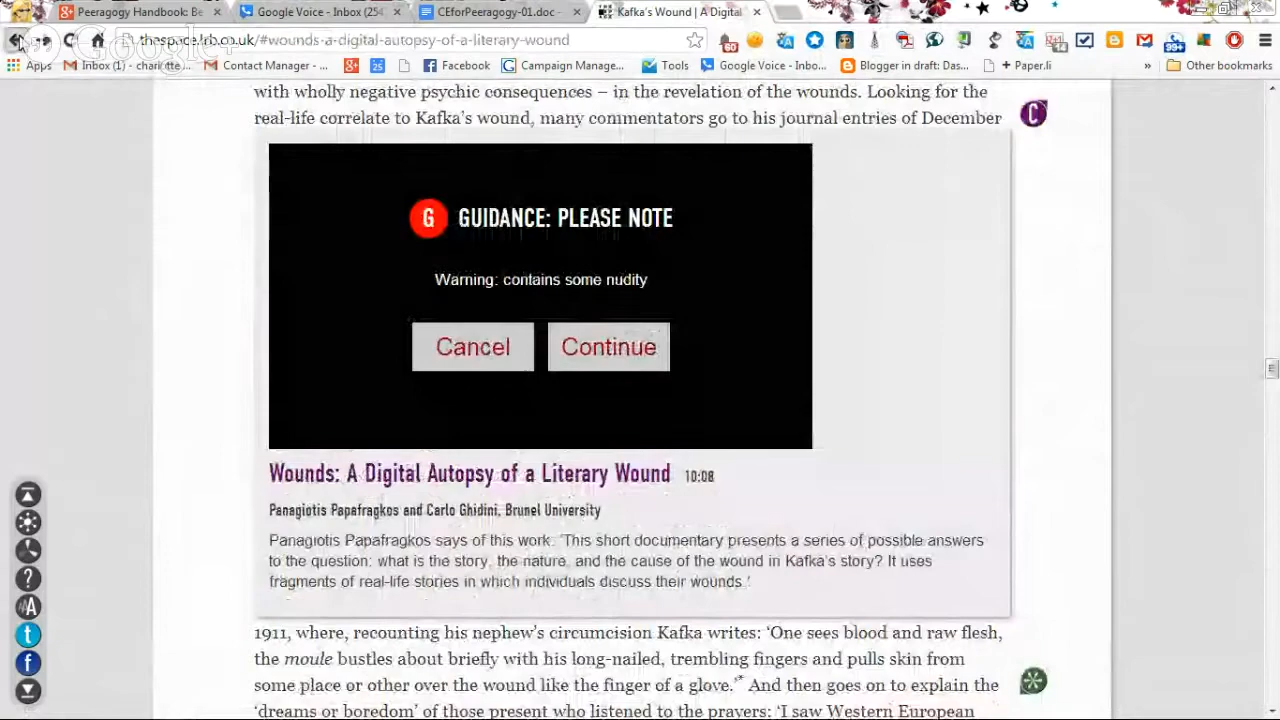 Peeragogy Handbook: Be
Google Voice - Inbox (254
CEforPeeragogy-01.doc -
Kafka's Wound | A Digital
thespace.lrb.co.uk/#wounds-a-digital-autopsy-of-a-literary-wound
Google+
60
14
99+
Apps
Inbox (1) - chariktte...
Contact Manager -...
25
Facebook
Campaign Manage...
Tools
Google Voice - Inbo...
Blogger in draft: Das...
+ Paper.li
»
Other bookmarks
with wholly negative psychic consequences – in the revelation of the wounds. Looking for the
real-life orrelate to Kafka's wound, many commentators go to his journal entries of December
C
G GUIDANCE: PLEASE NOTE
Warning: contains some nudity
Cancel
Continue
Wounds: A Digital Autopsy of a Literary Wound 10:08
Panagiotis Papafragkos and Carlo Ghidini, Brunel University
Panagiotis Papafragkos says of this work: 'This short documentary presents a series of possible answers
to the question: what is the story, the nature, and the cause of the wound in Kafka's story? It uses
fragments of real-life stories in which individuals discuss their wounds.'
1911, where, recounting his nephew's circumcision Kafka writes: 'One sees blood and raw flesh,
the moule bustles about briefly with his long-nailed, trembling fingers and pulls skin from
some place or other over the wound like the finger of a glove.'* And then goes on to explain the
'dreams or boredom' of those present who listened to the prayers: 'I saw Western European
?
AA
t
f